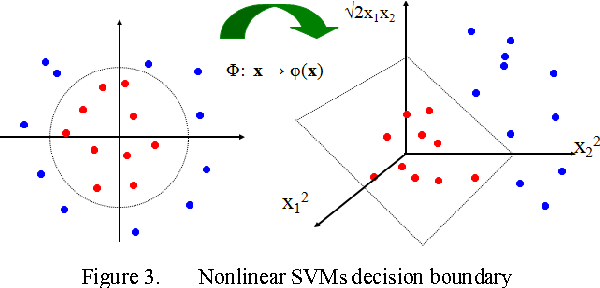 √2x₁x₂
Φ: x → φ(x)
X₂²
X₁²
Figure 3. Nonlinear SVMs decision boundary